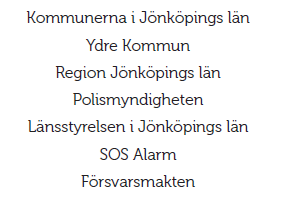 Kommunerna i Jönköpings län
Ydre Kommun
Region Jönköpings län
Polismyndigheten
Länsstyrelsen i Jönköpings län
SOS Alarm
Försvarsmakten